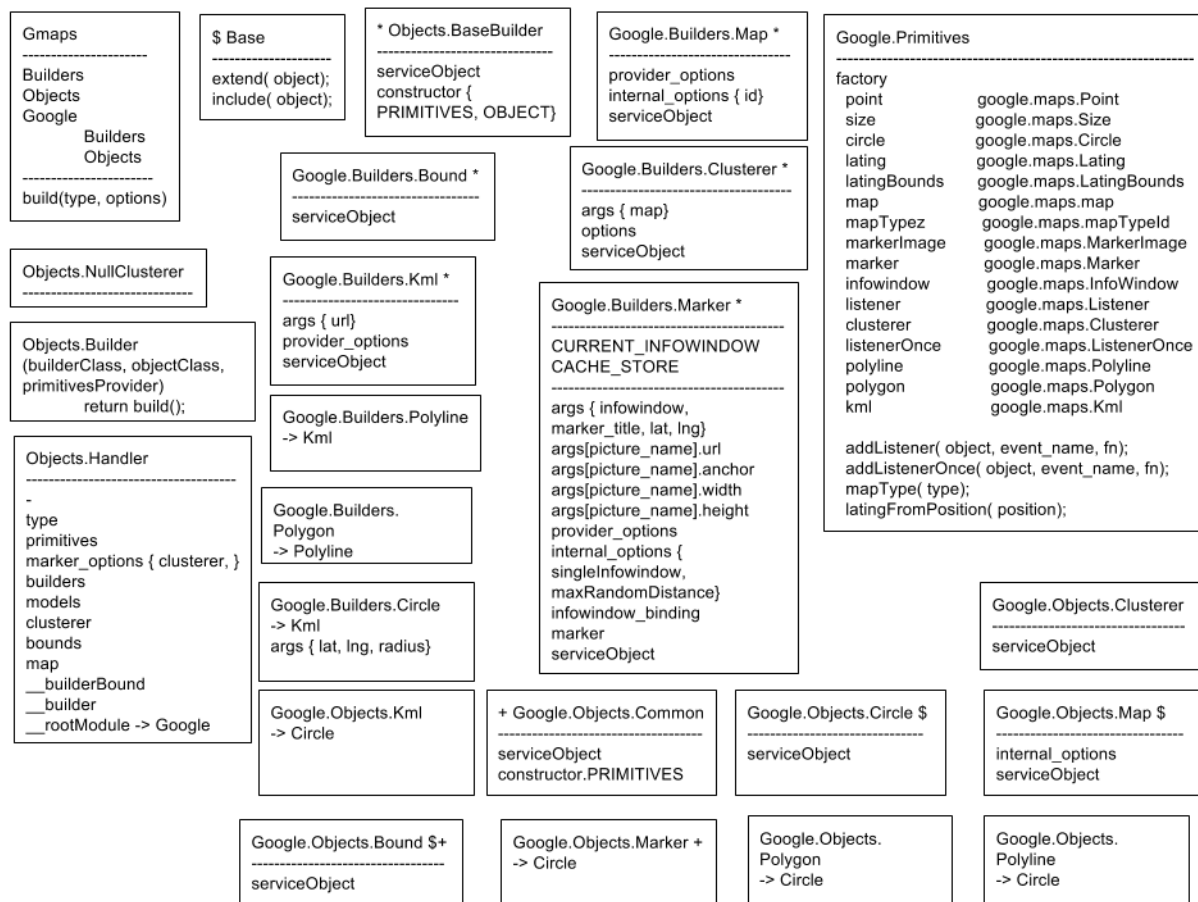 Gmaps
----------------------
Builders
Objects
Google
Builders
Objects
-----------------------
build(type, options)
$ Base
---------------------
extend( object);
include( object);
* Objects.BaseBuilder
-------------------------------
serviceObject
constructor {
PRIMITIVES, OBJECT}
Google.Builders.Map *
--------------------------------
provider_options
internal_options { id}
serviceObject
Google.Primitives
---------------------------------------------------------------
factory
point google.maps.Point
size google.maps.Size
circle google.maps.Circle
lating google.maps.Lating
latingBounds google.maps.LatingBounds
map google.maps.map
mapTypez google.maps.mapTypeId
markerImage google.maps.MarkerImage
marker google.maps.Marker
infowindow google.maps.InfoWindow
listener google.maps.Listener
clusterer google.maps.Clusterer
listenerOnce google.maps.ListenerOnce
polyline google.maps.Polyline
polygon google.maps.Polygon
kml google.maps.Kml
addListener( object, event_name, fn);
addListenerOnce( object, event_name, fn);
mapType( type);
latingFromPosition( position);
Google.Builders.Bound *
---------------------------------
serviceObject
Google.Builders.Clusterer *
-------------------------------------
args { map}
options
serviceObject
Objects.NullClusterer
------------------------------
Google.Builders.Kml *
-------------------------------
args { url}
provider_options
serviceObject
Google.Builders.Marker *
-----------------------------------------
CURRENT_INFOWINDOW
CACHE_STORE
-----------------------------------------
args { infowindow,
marker_title, lat, lng}
args[picture_name].url
args[picture_name].anchor
args[picture_name].width
args[picture_name].height
provider_options
internal_options {
singleInfowindow,
maxRandomDistance}
infowindow_binding
marker
serviceObject
Objects.Builder
(builderClass, objectClass,
primitivesProvider)
return build();
Google.Builders.Polyline
-> Kml
Objects.Handler
-------------------------------------
-
type
primitives
marker_options { clusterer, }
builders
models
clusterer
bounds
map
__builderBound
__builder
__rootModule -> Google
Google.Builders.
Polygon
-> Polyline
Google.Builders.Circle
-> Kml
args { lat, lng, radius}
Google.Objects.Clusterer
----------------------------------
serviceObject
Google.Objects.Kml
-> Circle
+ Google.Objects.Common
------------------------------------
serviceObject
constructor.PRIMITIVES
Google.Objects.Circle $
-------------------------------
serviceObject
Google.Objects.Map $
---------------------------------
internal_options
serviceObject
Google.Objects.Bound $+
----------------------------------
serviceObject
Google.Objects.Marker +
-> Circle
Google.Objects.
Polygon
-> Circle
Google.Objects.
Polyline
-> Circle